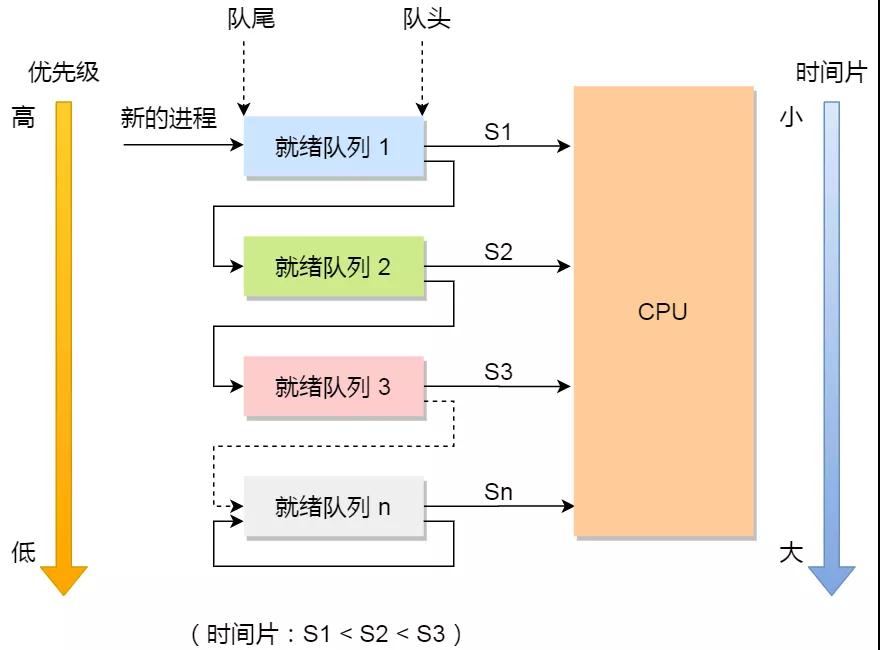 队尾
队头
优先级
时间片
高
新的进程
小
就绪队列 1
S1
就绪队列 2
S2
CPU
就绪队列 3
S3
就绪队列 n
Sn
低
大
（时间片：S1 < S2 < S3）